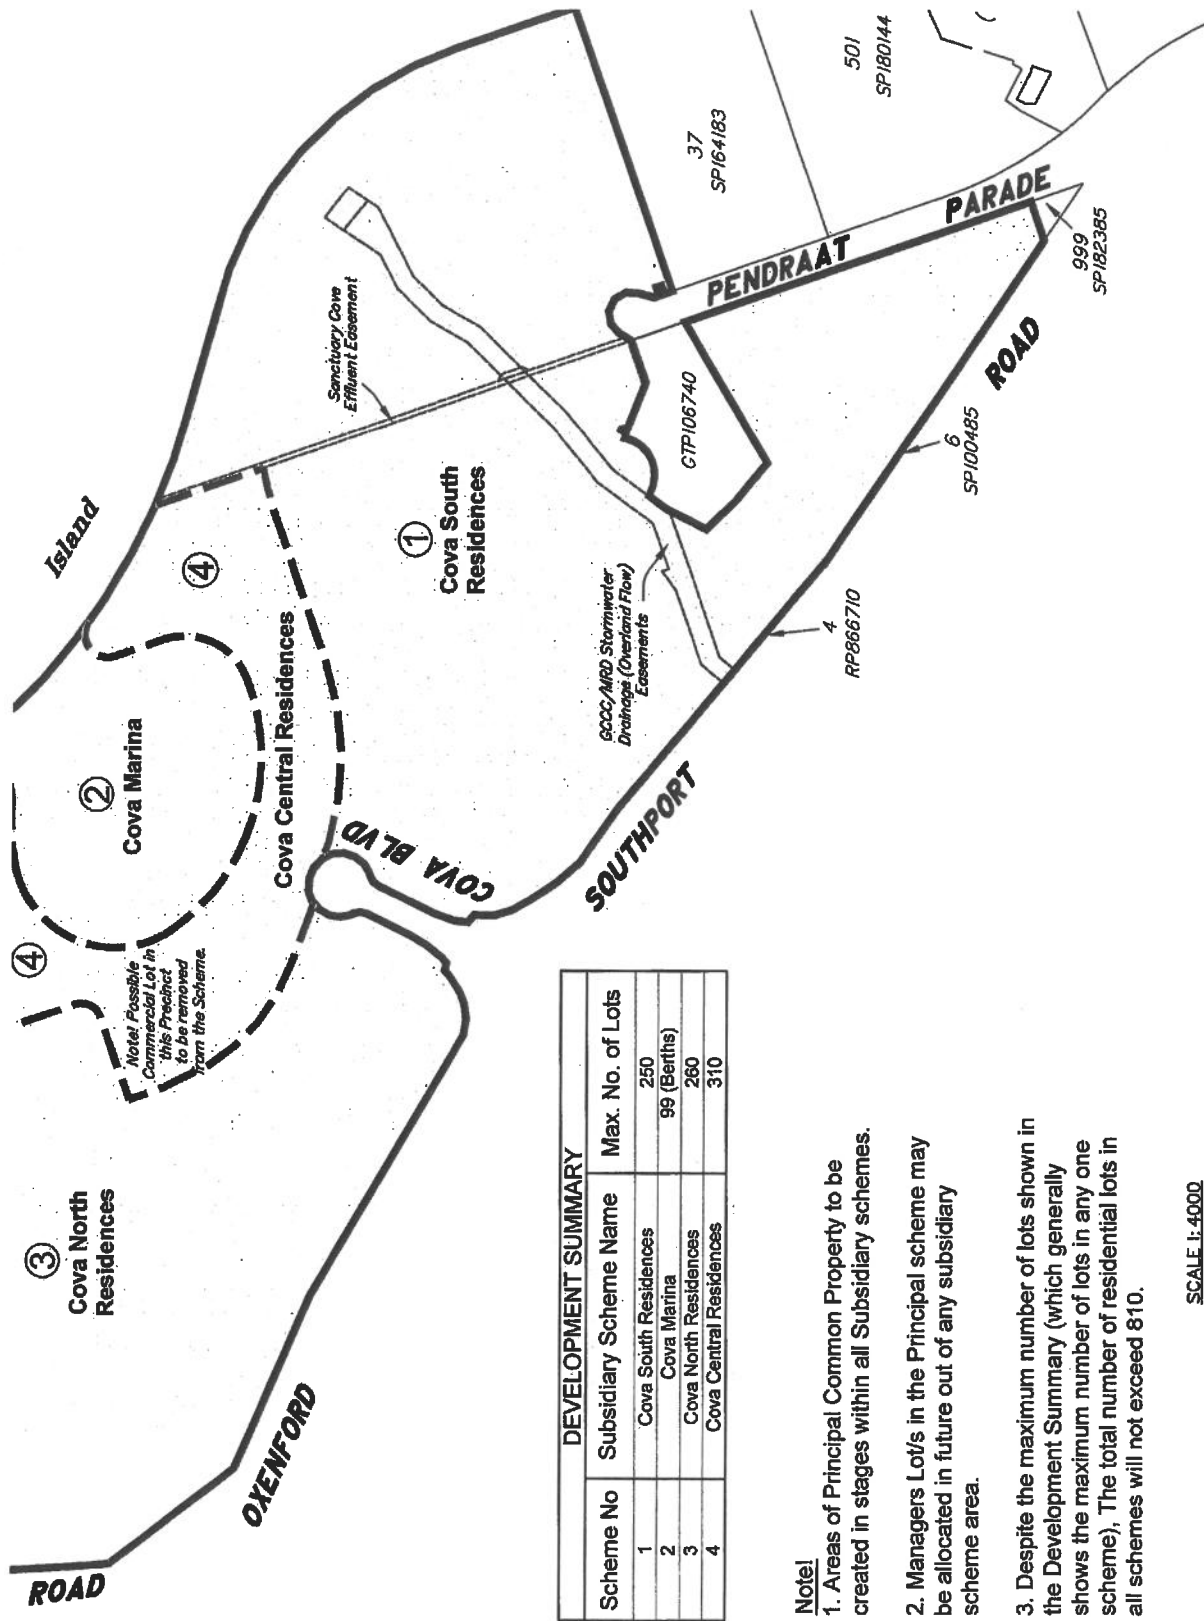 Island
④
②
Cova Marina
④
Cova Central Residences
Note! Possible
Commercial Lot in
this Precinct
to be removed
from the Scheme.
③
Cova North
Residences
①
Cova South
Residences
Sanctuary Cove
Effluent Easement
GCCC/MRD Stormwater
Drainage (Overland Flow)
Easements
GTP106740
37
SP164183
501
SP180144
PENDRAAT PARADE
999
SP182385
6
SP100485
4
RP866710
COVA BLVD
ROAD
OXENFORD
SOUTHPORT
ROAD
DEVELOPMENT SUMMARY
Scheme No Subsidiary Scheme Name Max. No. of Lots
1 Cova South Residences 250
2 Cova Marina 99 (Berths)
3 Cova North Residences 260
4 Cova Central Residences 310
Note!
1. Areas of Principal Common Property to be
created in stages within all Subsidiary schemes.
2. Managers Lot/s in the Principal scheme may
be allocated in future out of any subsidiary
scheme area.
3. Despite the maximum number of lots shown in
the Development Summary (which generally
shows the maximum number of lots in any one
scheme), The total number of residential lots in
all schemes will not exceed 810.
SCALE 1: 4000